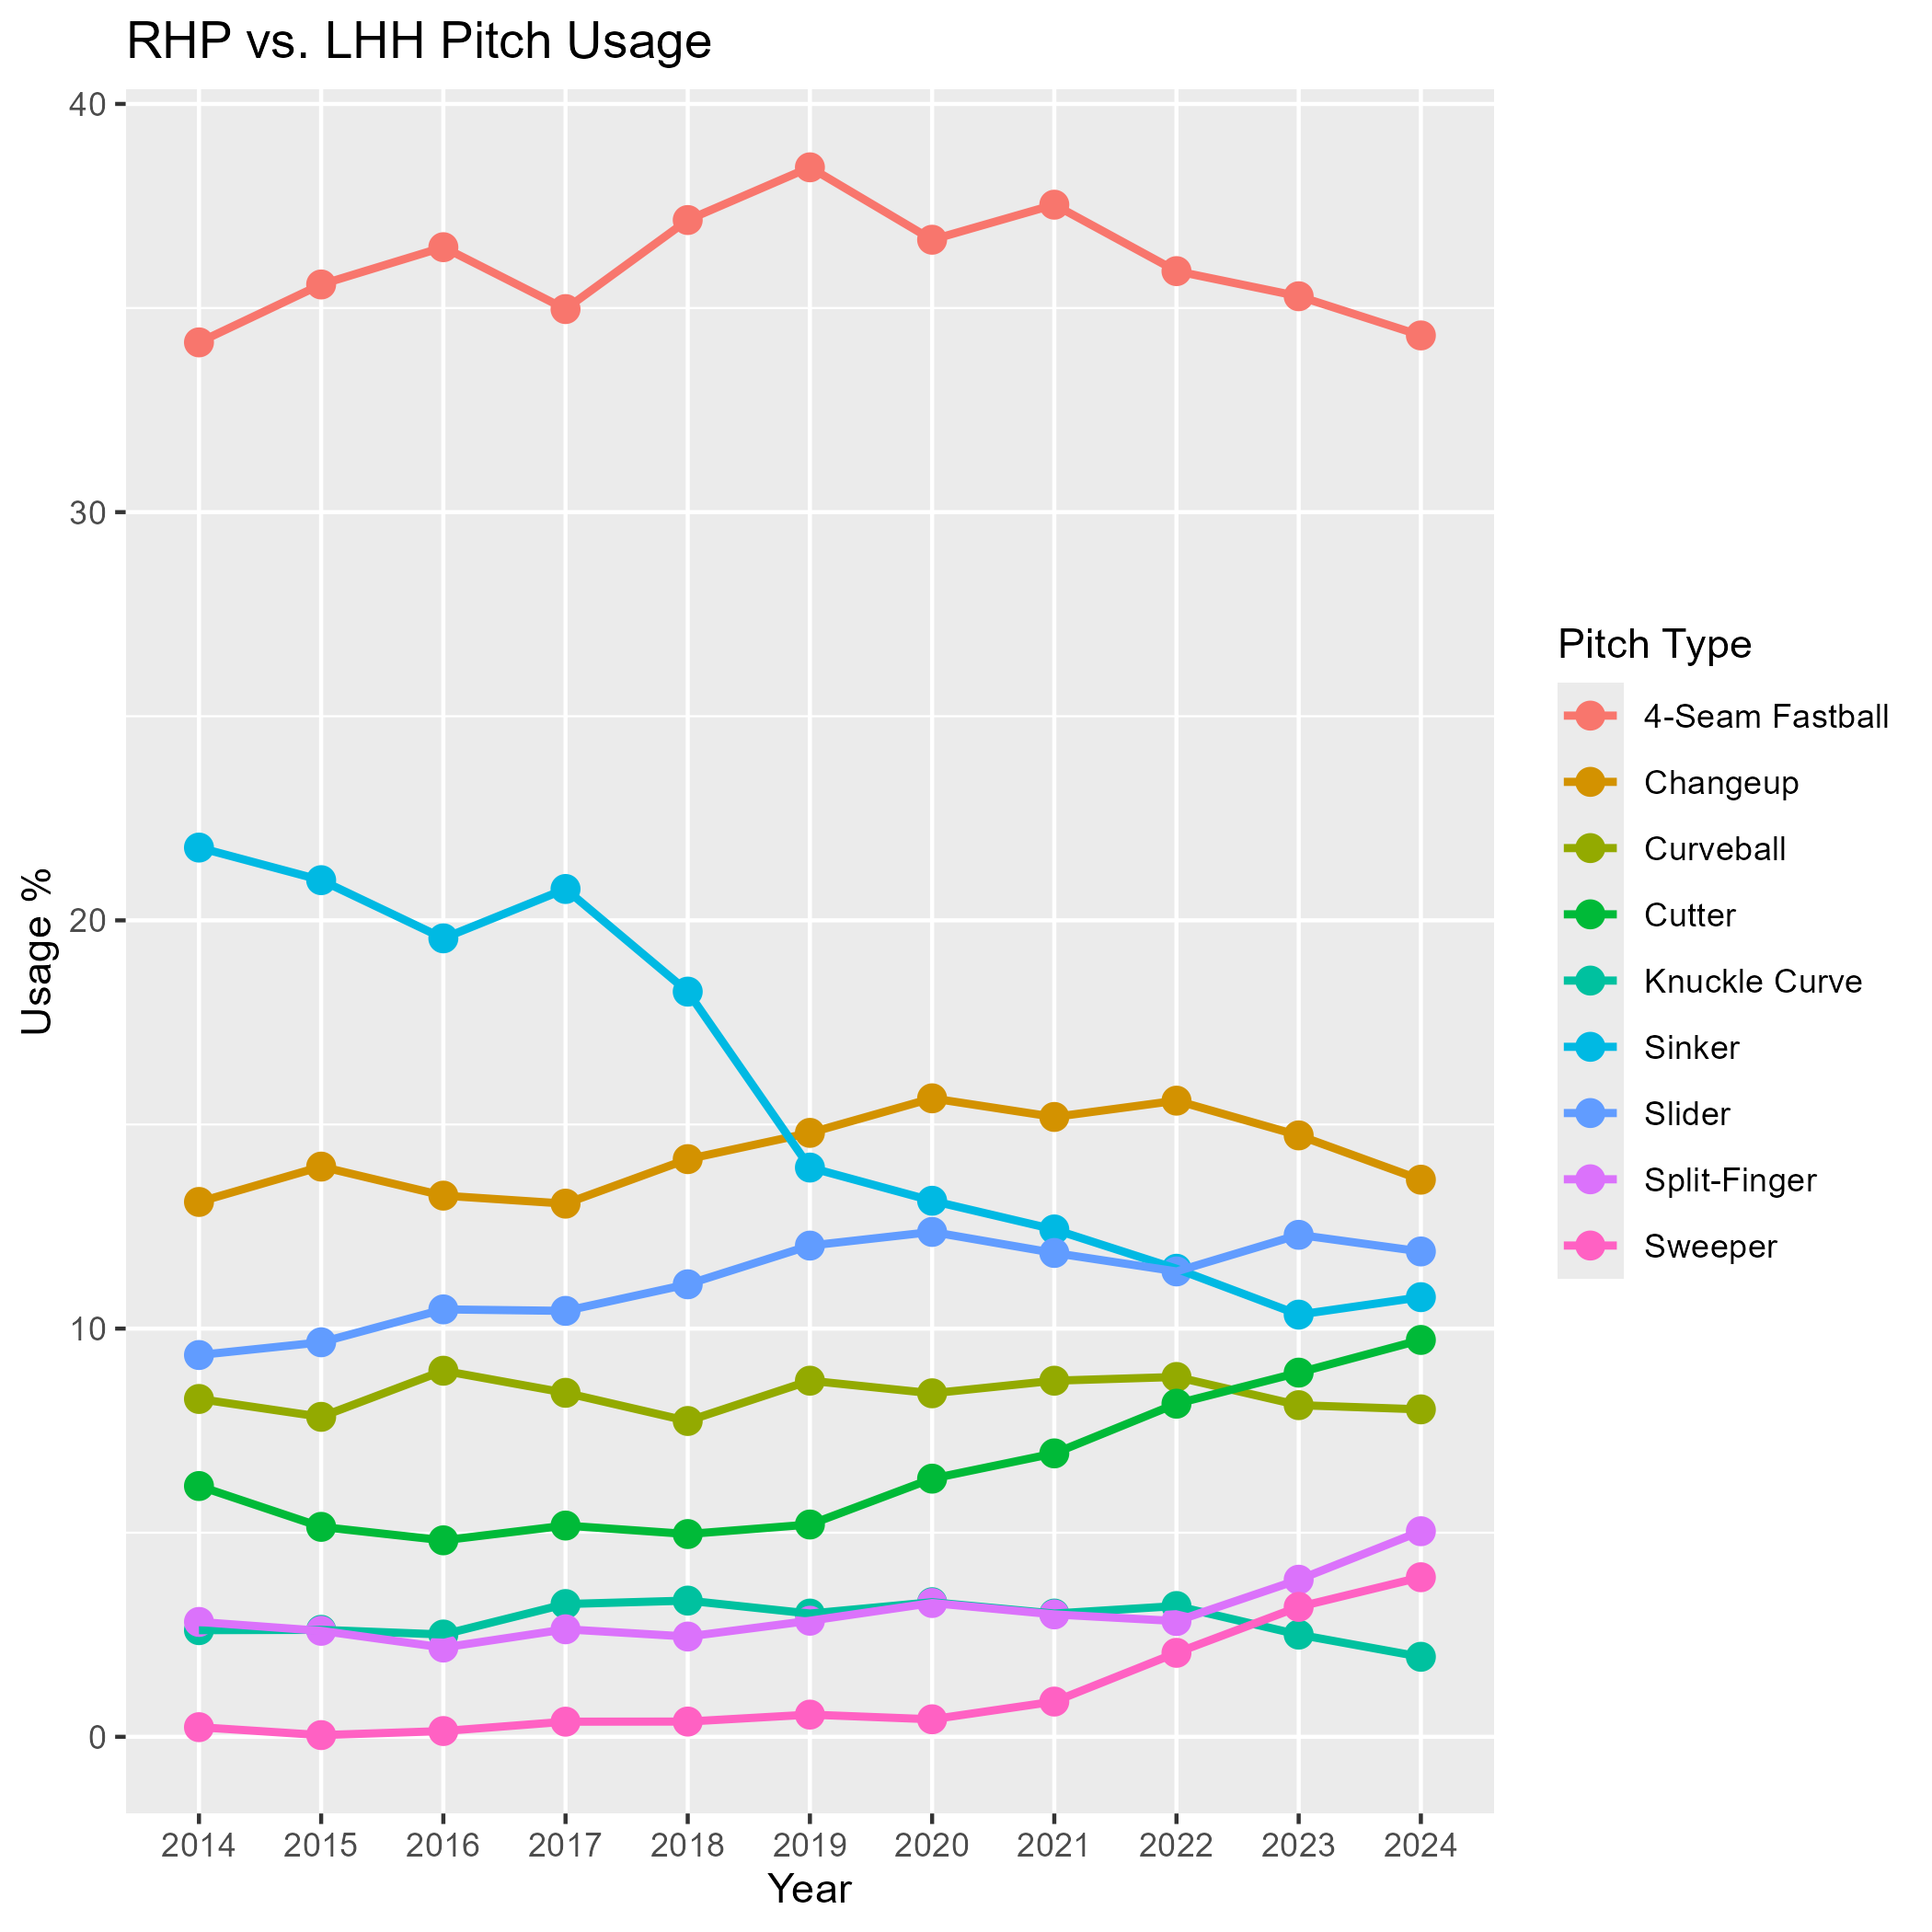 RHP vs. LHH Pitch Usage
40
30
20
10
0
Usage %
2014 2015 2016 2017 2018 2019 2020 2021 2022 2023 2024
Year
Pitch Type
4-Seam Fastball
Changeup
Curveball
Cutter
Knuckle Curve
Sinker
Slider
Split-Finger
Sweeper